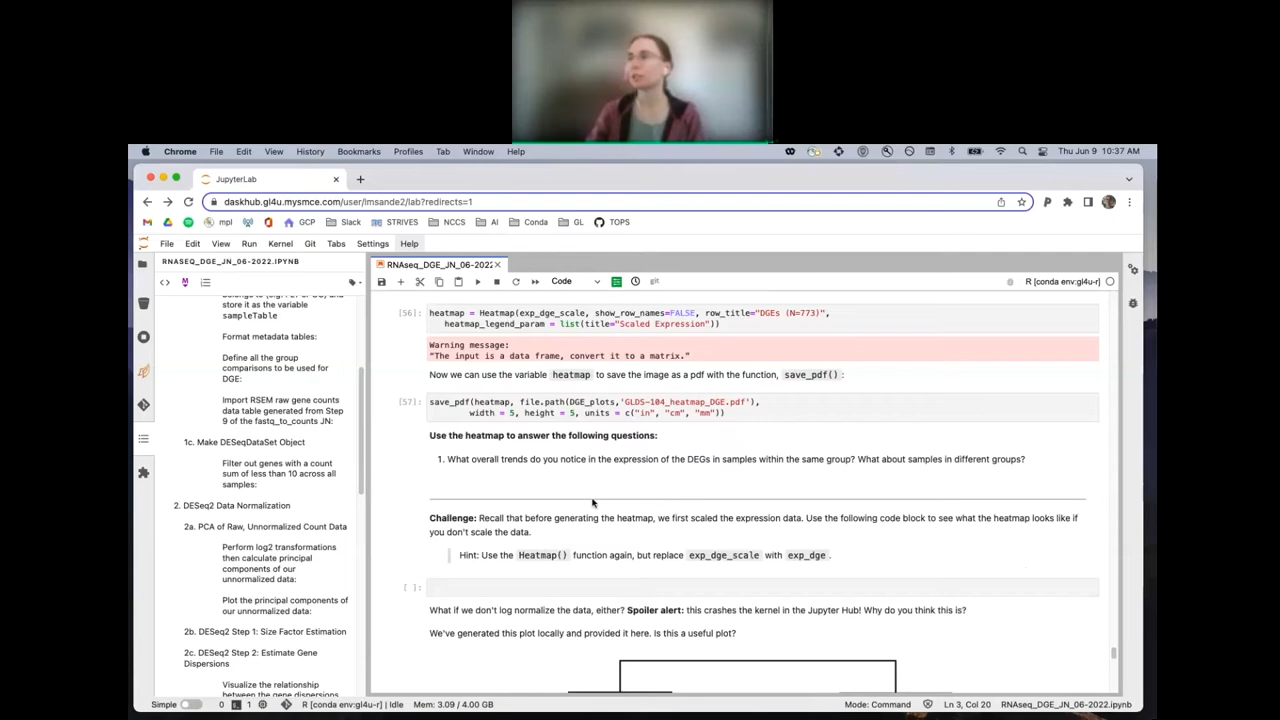 Chrome File Edit View History Bookmarks Profiles Tab Window Help Thu Jun 9 10:37 AM
JupyterLab
daskhub.gl4u.mysmce.com/user/lmsande2/lab?redirects=1
mpl GCP Slack STRIVES NCCS AI Conda GL TOPS
File Edit View Run Kernel Git Tabs Settings Help
RNASEQ_DGE_JN_06-2022.IPYNB
RNAseq_DGE_JN_06-2022
Code
git
R [conda env:gl4u-r]
store it as the variable
sampleTable
Format metadata tables:
Define all the group
comparisons to be used for
DGE:
Import RSEM raw gene counts
data table generated from Step
9 of the fastq_to_counts JN:
1c. Make DESeqDataSet Object
Filter out genes with a count
sum of less than 10 across all
samples:
2. DESeq2 Data Normalization
2a. PCA of Raw, Unnormalized Count Data
Perform log2 transformations
then calculate principal
components of our
unnormalized data:
Plot the principal components
of our unnormalized data:
2b. DESeq2 Step 1: Size Factor Estimation
2c. DESeq2 Step 2: Estimate Gene
Dispersions
Visualize the relationship
between the gene dispersions
[56]: heatmap = Heatmap(exp_dge_scale, show_row_names=FALSE, row_title="DGEs (N=773)",
heatmap_legend_param = list(title="Scaled Expression"))
Warning message:
"The input is a data frame, convert it to a matrix."
Now we can use the variable heatmap to save the image as a pdf with the function, save_pdf() :
[57]: save_pdf(heatmap, file.path(DGE_plots,'GLDS-104_heatmap_DGE.pdf'),
width = 5, height = 5, units = c("in", "cm", "mm"))
Use the heatmap to answer the following questions:
1. What overall trends do you notice in the expression of the DEGs in samples within the same group? What about samples in different groups?
Challenge: Recall that before generating the heatmap, we first scaled the expression data. Use the following code block to see what the heatmap looks like if
you don't scale the data.
Hint: Use the Heatmap() function again, but replace exp_dge_scale with exp_dge .
[ ]:
What if we don't log normalize the data, either? Spoiler alert: this crashes the kernel in the Jupyter Hub! Why do you think this is?
We've generated this plot locally and provided it here. Is this a useful plot?
Simple 0 1 R [conda env:gl4u-r] | Idle Mem: 3.09 / 4.00 GB Mode: Command Ln 3, Col 20 RNAseq_DGE_JN_06-2022.ipynb